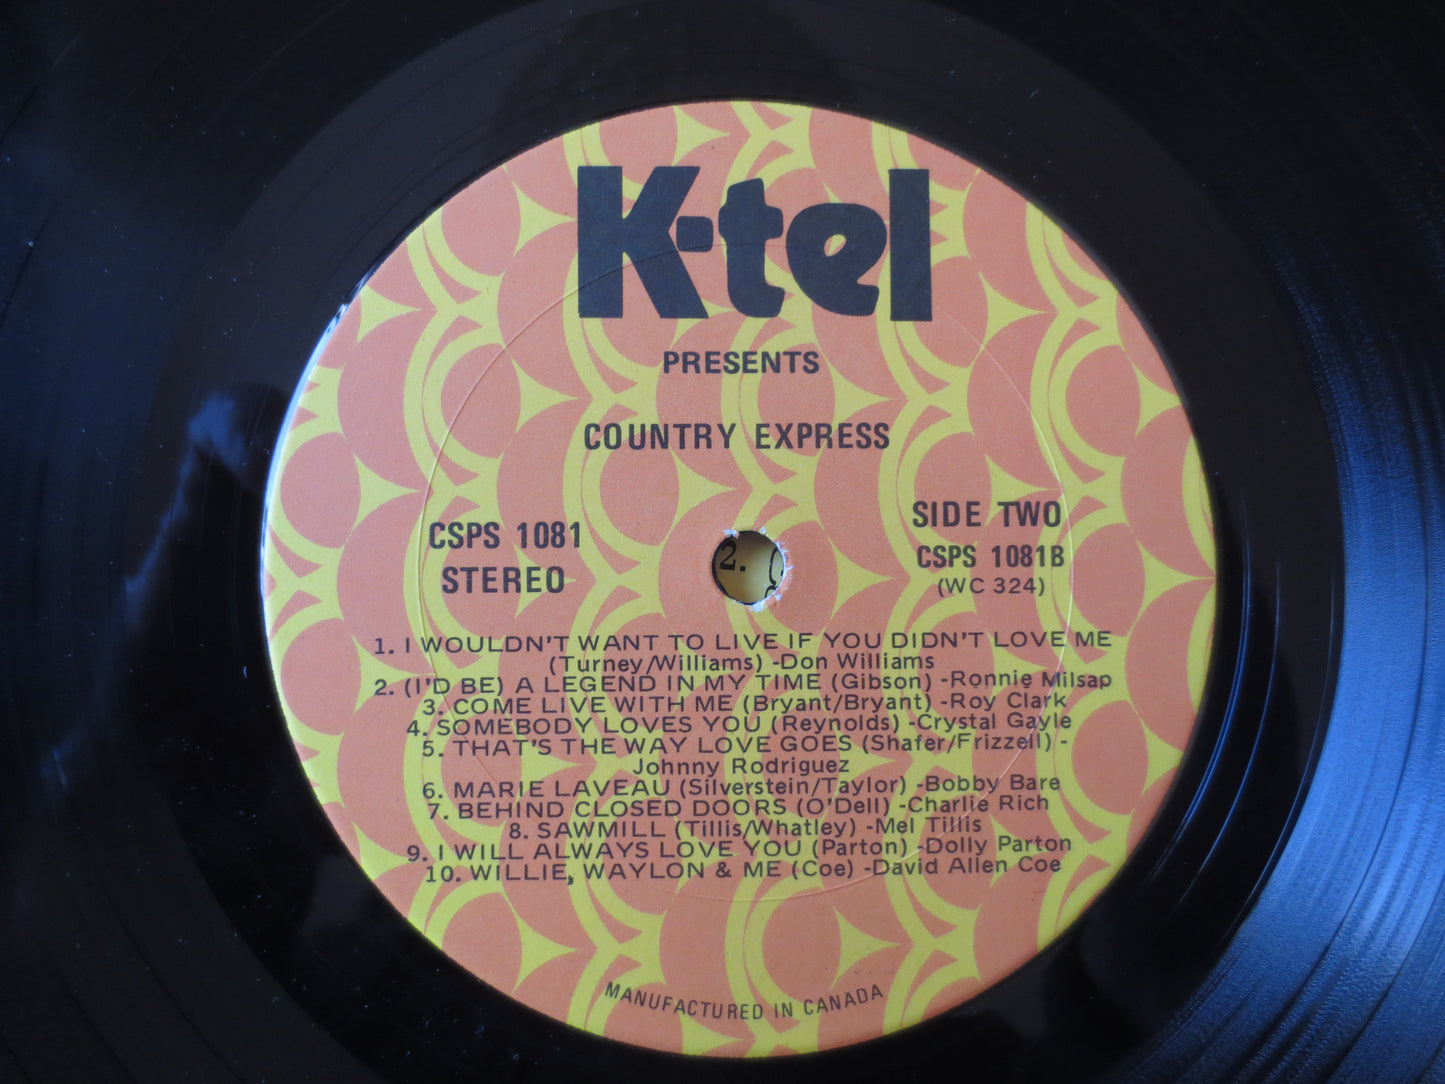 K-tel
PRESENTS
COUNTRY EXPRESS
CSPS 1081
STEREO
SIDE TWO
CSPS 1081B
(WC 324)
2.
1. I WOULDN'T WANT TO LIVE IF YOU DIDN'T LOVE ME
(Turney/Williams) -Don Williams
2. (I'D BE) A LEGEND IN MY TIME (Gibson) -Ronnie Milsap
3. COME LIVE WITH ME (Bryant/Bryant) -Roy Clark
4. SOMEBODY LOVES YOU (Reynolds) -Crystal Gayle
5. THAT'S THE WAY LOVE GOES (Shafer/Frizzell) -
Johnny Rodriguez
6. MARIE LAVEAU (Silverstein/Taylor) -Bobby Bare
7. BEHIND CLOSED DOORS (O'Dell) -Charlie Rich
8. SAWMILL (Tillis/Whatley) -Mel Tillis
9. I WILL ALWAYS LOVE YOU (Parton) -Dolly Parton
10. WILLIE, WAYLON & ME (Coe) -David Allen Coe
MANUFACTURED IN CANADA